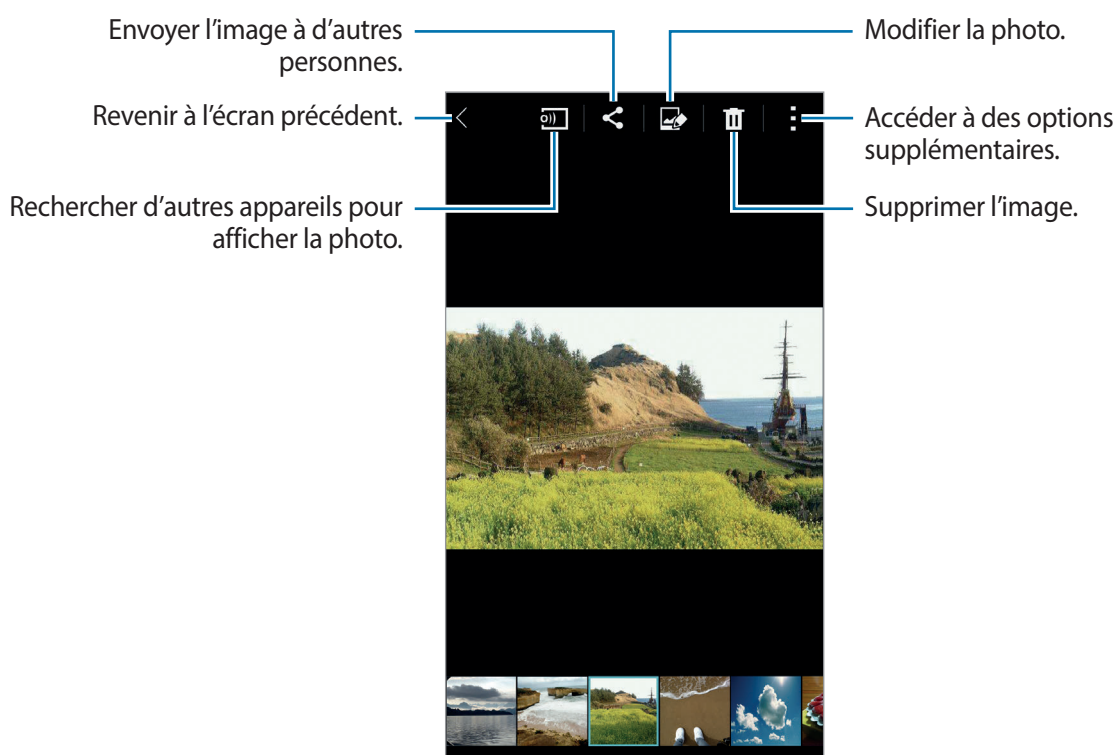 Envoyer l’image à d’autres
personnes.
Revenir à l’écran précédent.
Rechercher d’autres appareils pour
afficher la photo.
Modifier la photo.
Accéder à des options
supplémentaires.
Supprimer l’image.